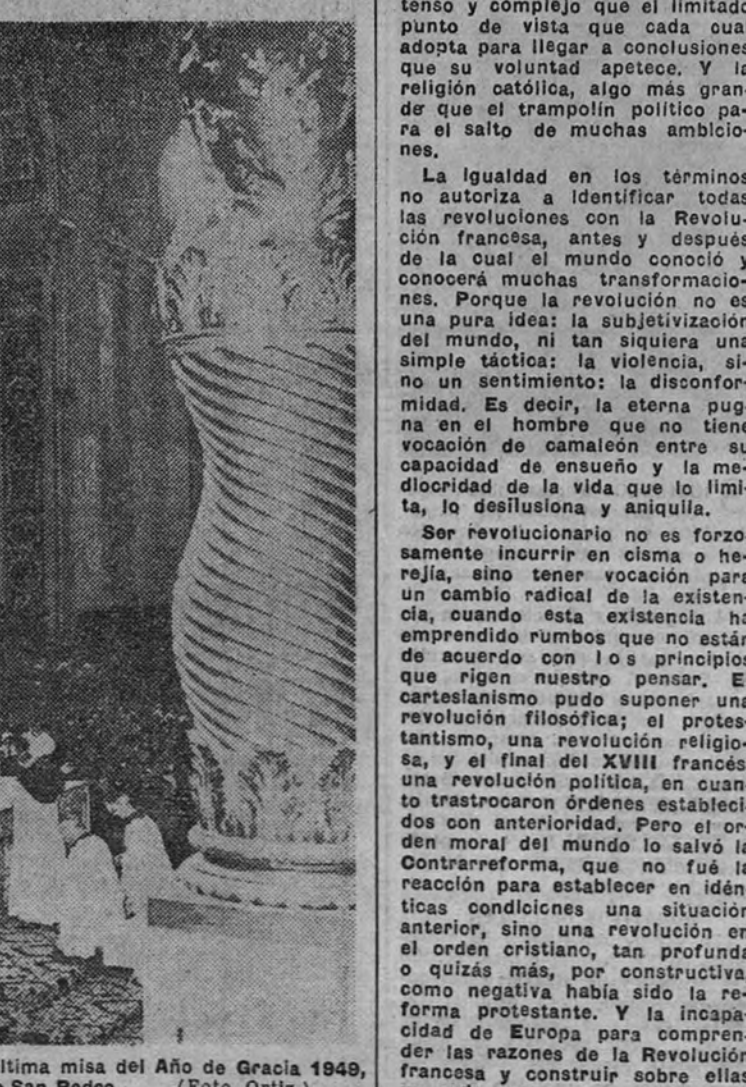 tenso y complejo que el limitado
punto de vista que cada cual
adopta para llegar a conclusiones
que su voluntad apetece. Y la
religión católica, algo más gran-
de que el trampolín político pa-
ra el salto de muchas ambicio-
nes.
La igualdad en los términos
no autoriza a identificar todas
las revoluciones con la Revolu-
ción francesa, antes y después
de la cual el mundo conoció y
conocerá muchas transformacio-
nes. Porque la revolución no es
una pura idea: la subjetivización
del mundo, ni tan siquiera una
simple táctica: la violencia, si-
no un sentimiento: la disconfor-
midad. Es decir, la eterna pug-
na en el hombre que no tiene
vocación de camaleón entre su
capacidad de ensueño y la me-
diocridad de la vida que lo limi-
ta, lo desilusiona y aniquila.
Ser revolucionario no es forzo-
samente incurrir en cisma o he-
rejía, sino tener vocación para
un cambio radical de la existen-
cia, cuando esta existencia ha
emprendido rumbos que no están
de acuerdo con los principios
que rigen nuestro pensar. El
cartesianismo pudo suponer una
revolución filosófica; el protes-
tantismo, una revolución religio-
sa, y el final del XVIII francés
una revolución política, en cuan-
to trastrocaron órdenes estableci-
dos con anterioridad. Pero el or-
den moral del mundo lo salvó la
Contrarreforma, que no fué la
reacción para establecer en idén-
ticas condiciones una situación
anterior, sino una revolución en
el orden cristiano, tan profunda
o quizás más, por constructiva,
como negativa había sido la re-
forma protestante. Y la incapa-
cidad de Europa para compren-
der las razones de la Revolución
francesa y construir sobre ellas
ltima misa del Año de Gracia 1949,
San Pedro. (Foto Ortiz.)